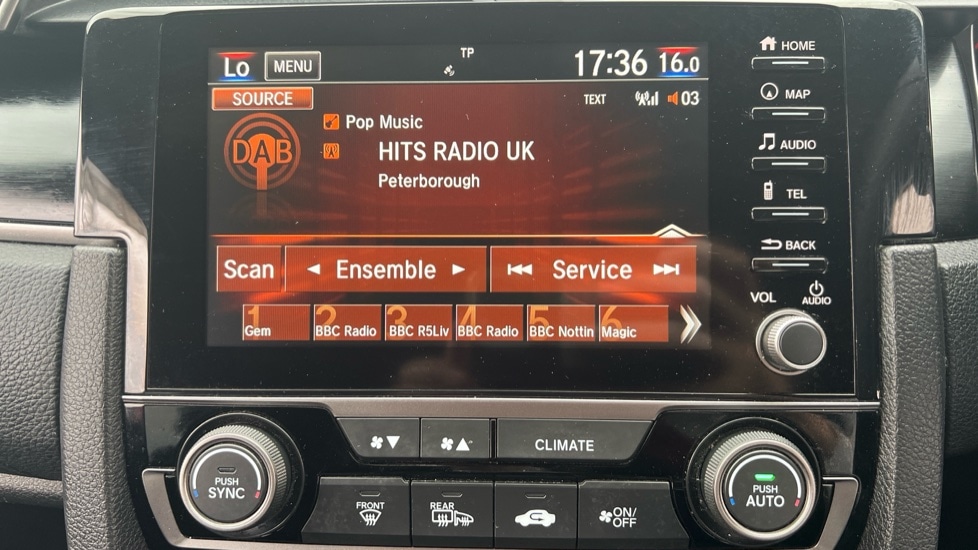 Lo MENU TP 17:36 16.0
SOURCE TEXT 03
DAB
Pop Music
HITS RADIO UK
Peterborough
Scan Ensemble Service
1 2 3 4 5 6
Gem BBC Radio BBC R5Liv BBC Radio BBC Nottin Magic
HOME
MAP
AUDIO
TEL
BACK
VOL AUDIO
CLIMATE
PUSH
SYNC
FRONT
REAR
ON/
OFF
PUSH
AUTO